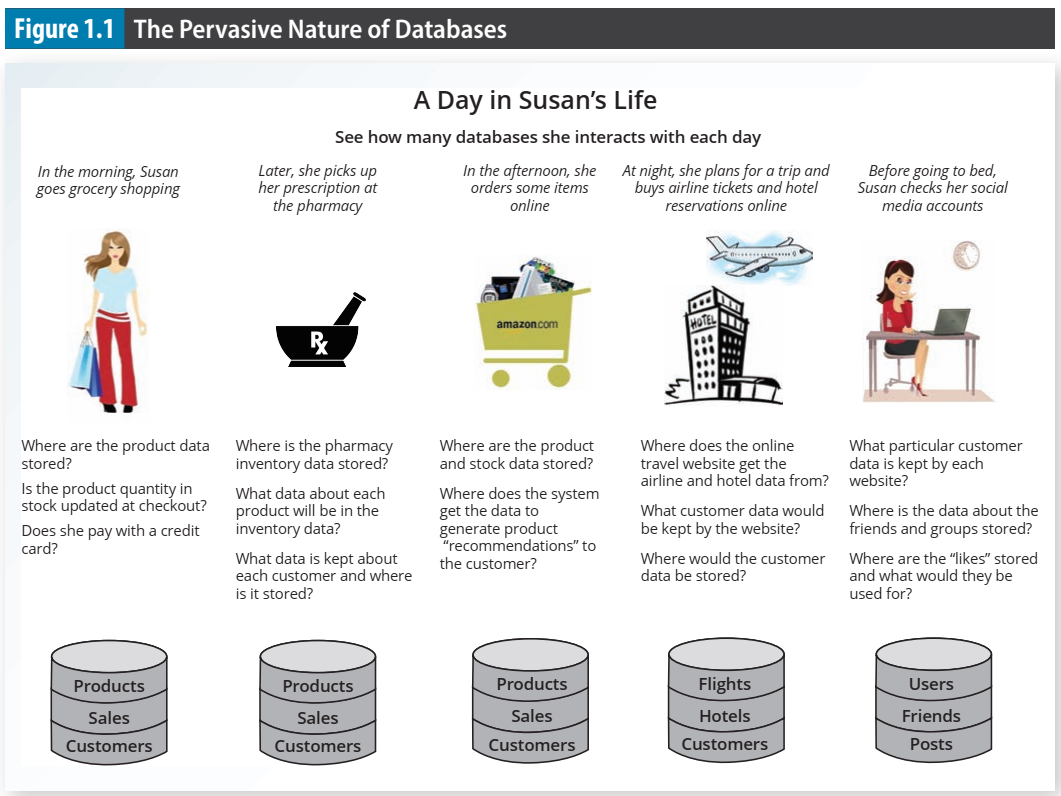 Figure 1.1 The Pervasive Nature of Databases
A Day in Susan’s Life
See how many databases she interacts with each day
In the morning, Susan
goes grocery shopping
Later, she picks up
her prescription at
the pharmacy
In the afternoon, she
orders some items
online
At night, she plans for a trip and
buys airline tickets and hotel
reservations online
Before going to bed,
Susan checks her social
media accounts
Rx
amazon.com
HOTEL
Where are the product data
stored?
Is the product quantity in
stock updated at checkout?
Does she pay with a credit
card?
Where is the pharmacy
inventory data stored?
What data about each
product will be in the
inventory data?
What data is kept about
each customer and where
is it stored?
Where are the product
and stock data stored?
Where does the system
get the data to
generate product
“recommendations” to
the customer?
Where does the online
travel website get the
airline and hotel data from?
What customer data would
be kept by the website?
Where would the customer
data be stored?
What particular customer
data is kept by each
website?
Where is the data about the
friends and groups stored?
Where are the “likes” stored
and what would they be
used for?
Products
Sales
Customers
Products
Sales
Customers
Products
Sales
Customers
Flights
Hotels
Customers
Users
Friends
Posts